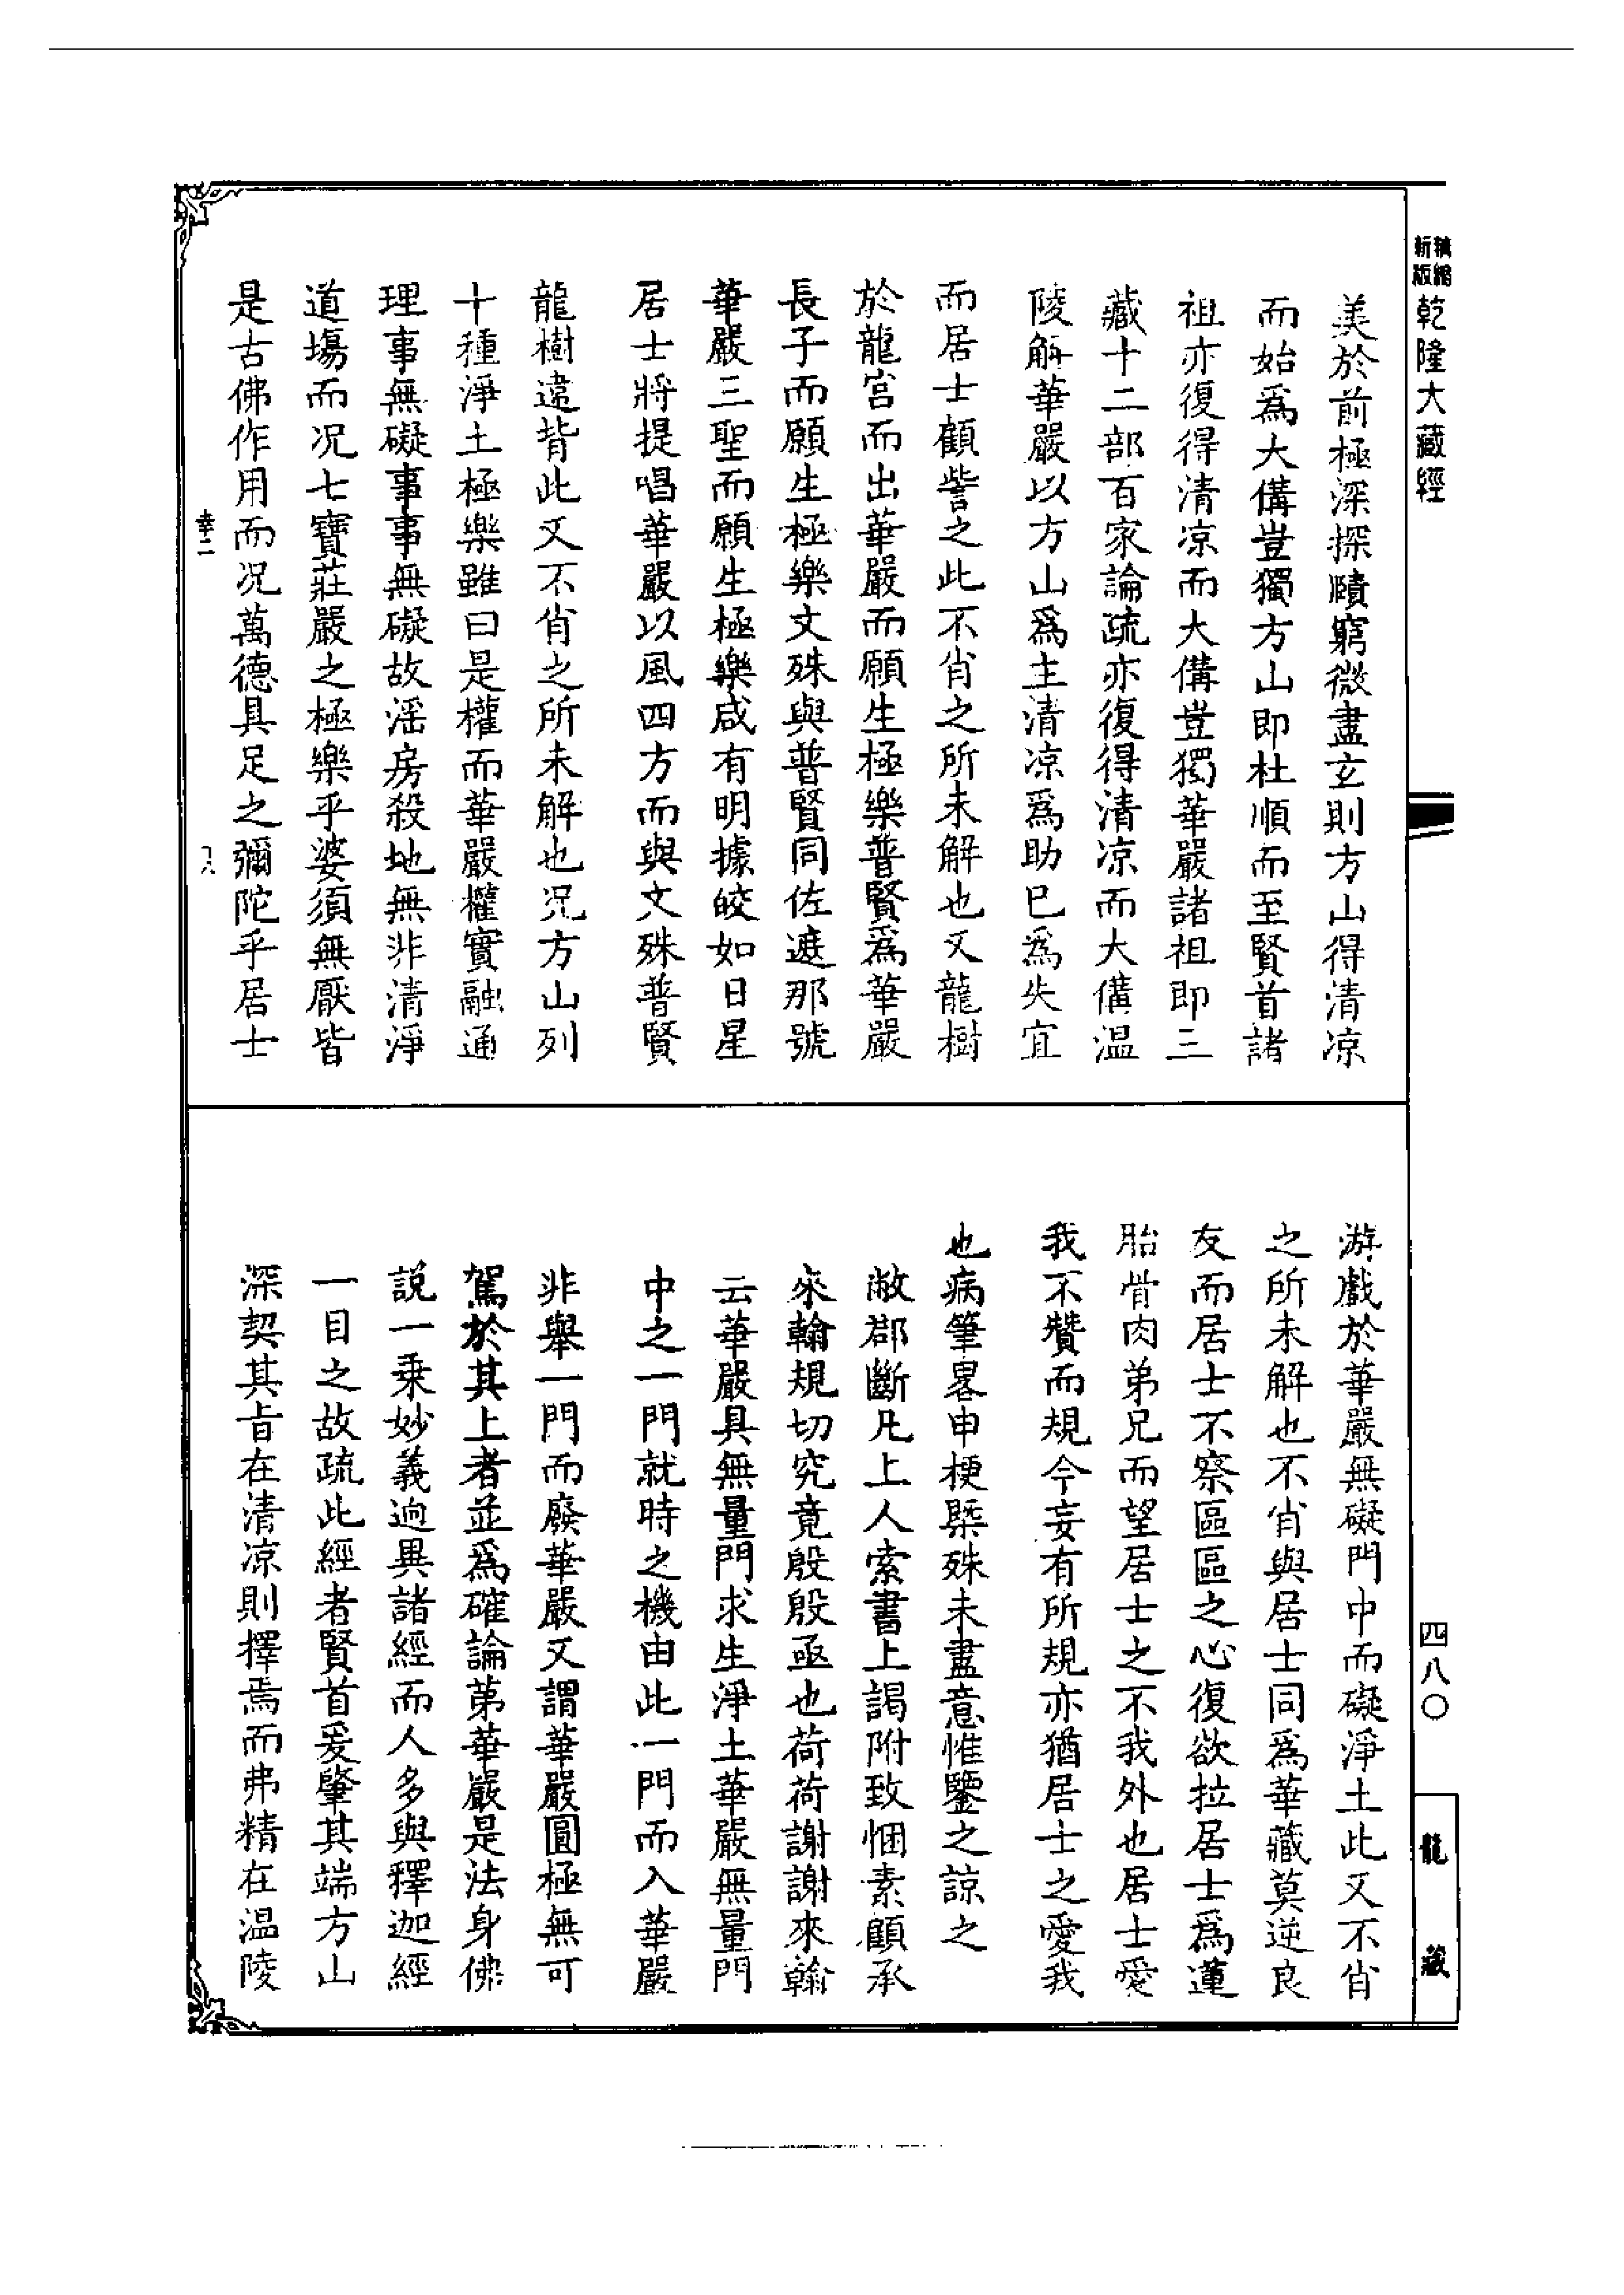 精縮
新版
乾隆大藏經
美於前極深探賾窮微盡玄則方山得清凉
而始爲大備豈獨方山即杜順而至賢首諸
祖亦復得清凉而大備豈獨華嚴諸祖即三
藏十二部百家論疏亦復得清凉而大備温
陵解華嚴以方山爲主清凉爲助巳爲失宜
而居士顧訾之此不肖之所未解也又龍樹
於龍宮而出華嚴而願生極樂普賢爲華嚴
長子而願生極樂文殊與普賢同佐遮那號
華嚴三聖而願生極樂咸有明據皎如日星
居士將提唱華嚴以風四方而與文殊普賢
龍樹違背此又不肖之所未解也况方山列
十種淨土極樂雖曰是權而華嚴權實融通
理事無礙事事無礙故滛房殺地無非清淨
道塲而况七寶莊嚴之極樂乎婆須無厭皆
是古佛作用而况萬德具足之彌陀乎居士
幸二
游戲於華嚴無礙門中而礙淨土此又不肖
之所未解也不肖與居士同爲華藏莫逆良
友而居士不察區區之心復欲拉居士爲蓮
胎骨肉弟兄而望居士之不我外也居士愛
我不贊而規今妄有所規亦猶居士之愛我
也病筆畧申梗槩殊未盡意惟鑒之諒之
敝郡斷凡上人索書上謁附致悃素顧承
來翰規切究竟殷殷亟也荷荷謝謝來翰
云華嚴具無量門求生淨土華嚴無量門
中之一門就時之機由此一門而入華嚴
非舉一門而廢華嚴又謂華嚴圓極無可
駕於其上者並爲確論苐華嚴是法身佛
說一乘妙義逈異諸經而人多與釋迦經
一目之故疏此經者賢首爰肇其端方山
深契其旨在清凉則擇焉而弗精在温陵
四八〇
龍藏